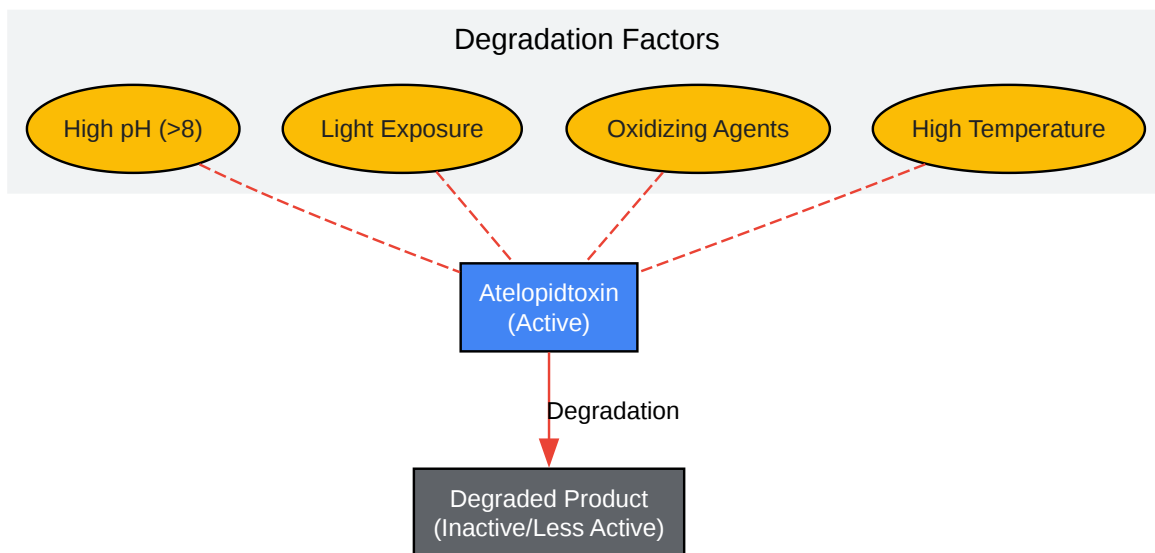 Degradation Factors
High pH (>8)
Light Exposure
Oxidizing Agents
High Temperature
Atelopidtoxin
(Active)
Degradation
Degraded Product
(Inactive/Less Active)